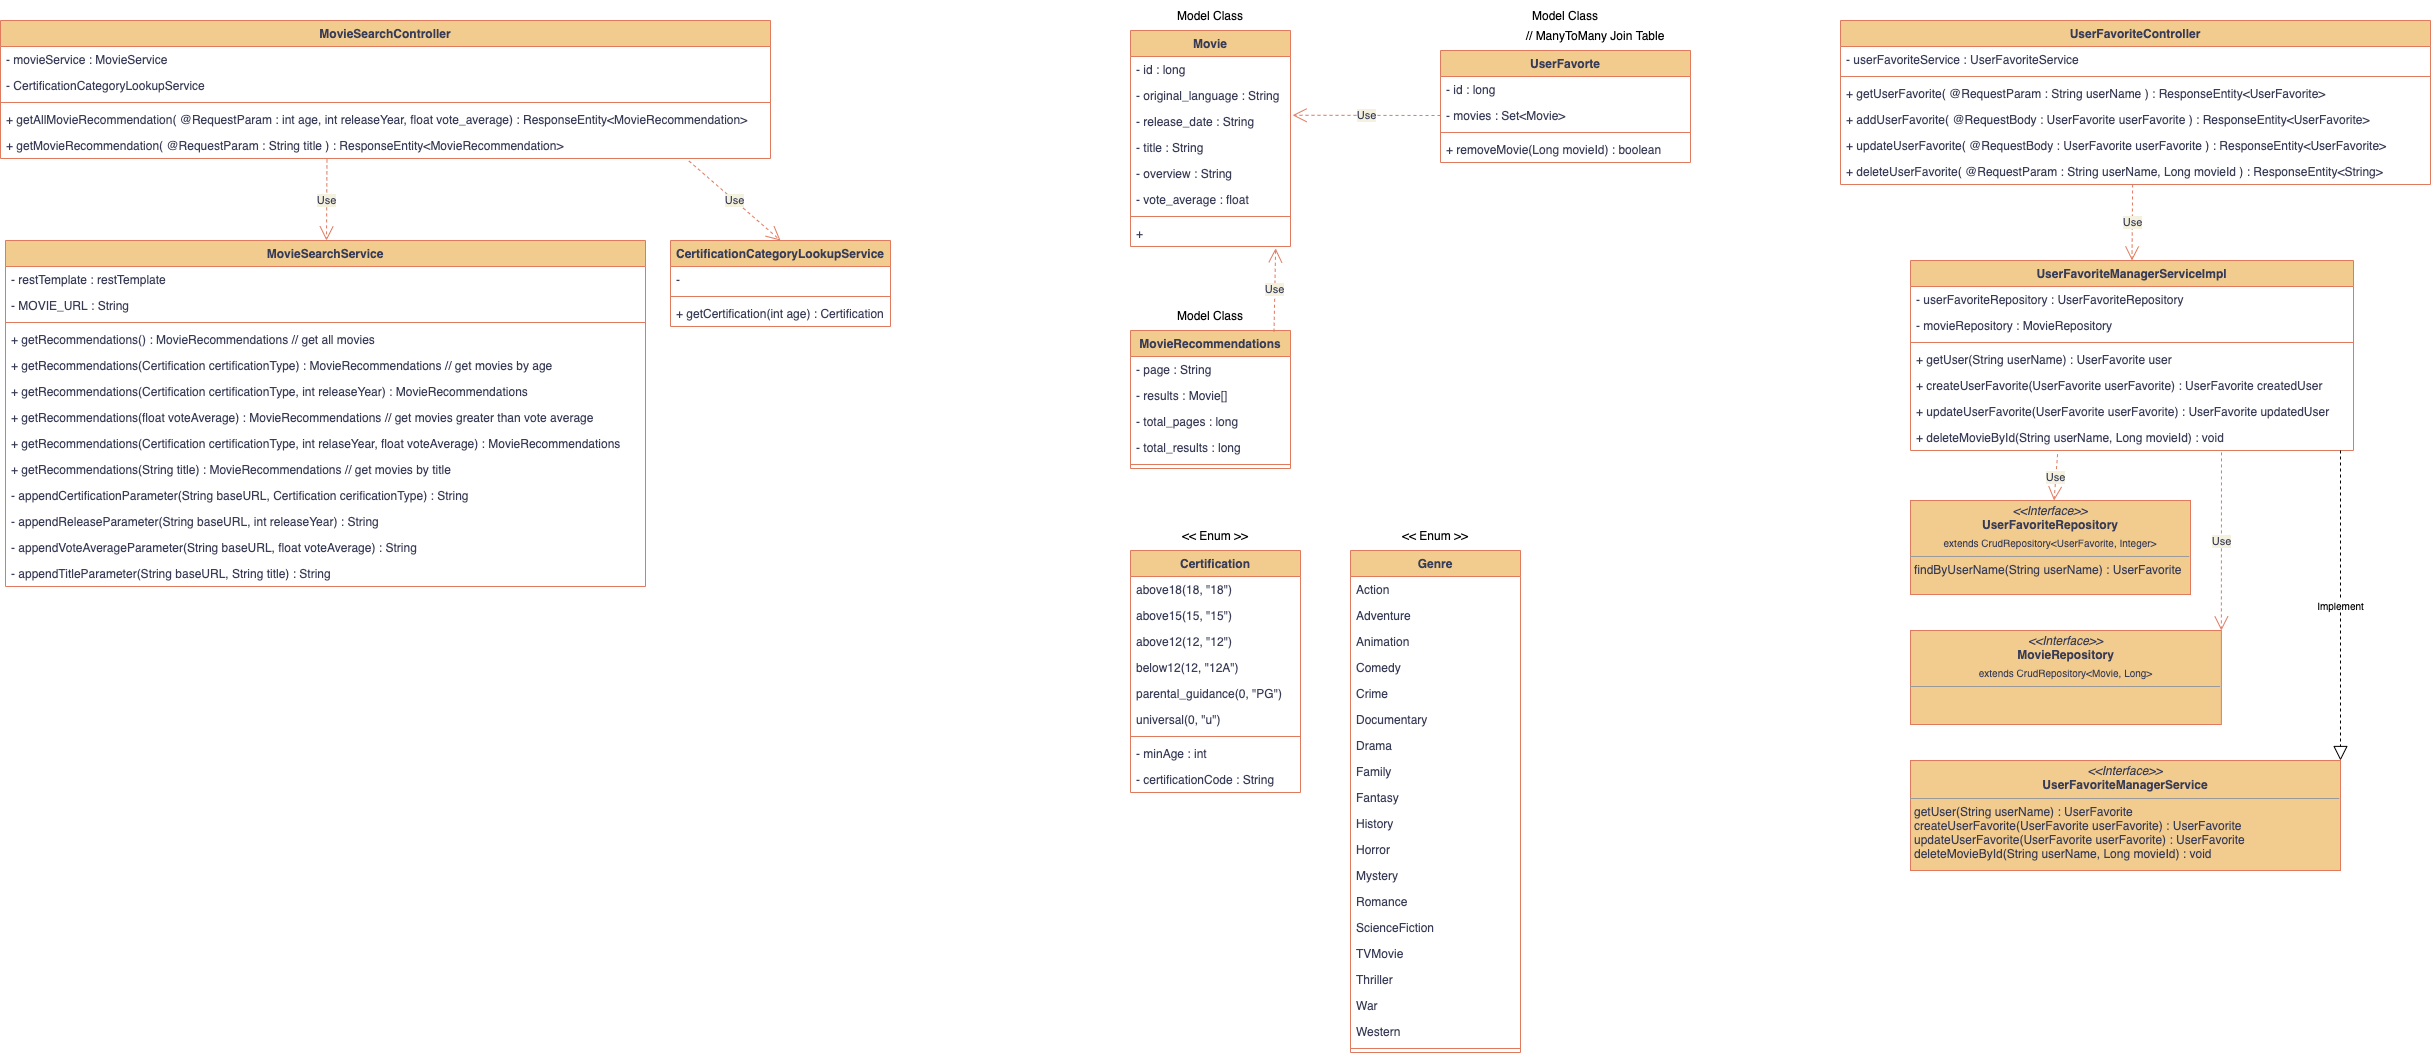 MovieSearchController
- movieService : MovieService
- CertificationCategoryLookupService
+ getAllMovieRecommendation( @RequestParam : int age, int releaseYear, float vote_average) : ResponseEntity<MovieRecommendation>
+ getMovieRecommendation( @RequestParam : String title ) : ResponseEntity<MovieRecommendation>
Use
Use
MovieSearchService
- restTemplate : restTemplate
- MOVIE_URL : String
+ getRecommendations() : MovieRecommendations // get all movies
+ getRecommendations(Certification certificationType) : MovieRecommendations // get movies by age
+ getRecommendations(Certification certificationType, int releaseYear) : MovieRecommendations
+ getRecommendations(float voteAverage) : MovieRecommendations // get movies greater than vote average
+ getRecommendations(Certification certificationType, int relaseYear, float voteAverage) : MovieRecommendations
+ getRecommendations(String title) : MovieRecommendations // get movies by title
- appendCertificationParameter(String baseURL, Certification cerificationType) : String
- appendReleaseParameter(String baseURL, int releaseYear) : String
- appendVoteAverageParameter(String baseURL, float voteAverage) : String
- appendTitleParameter(String baseURL, String title) : String
CertificationCategoryLookupService
-
+ getCertification(int age) : Certification
Model Class
Movie
- id : long
- original_language : String
- release_date : String
- title : String
- overview : String
- vote_average : float
+
Use
Model Class
// ManyToMany Join Table
UserFavorte
- id : long
- movies : Set<Movie>
+ removeMovie(Long movieId) : boolean
Use
Model Class
MovieRecommendations
- page : String
- results : Movie[]
- total_pages : long
- total_results : long
<< Enum >>
Certification
above18(18, "18")
above15(15, "15")
above12(12, "12")
below12(12, "12A")
parental_guidance(0, "PG")
universal(0, "u")
- minAge : int
- certificationCode : String
<< Enum >>
Genre
Action
Adventure
Animation
Comedy
Crime
Documentary
Drama
Family
Fantasy
History
Horror
Mystery
Romance
ScienceFiction
TVMovie
Thriller
War
Western
UserFavoriteController
- userFavoriteService : UserFavoriteService
+ getUserFavorite( @RequestParam : String userName ) : ResponseEntity<UserFavorite>
+ addUserFavorite( @RequestBody : UserFavorite userFavorite ) : ResponseEntity<UserFavorite>
+ updateUserFavorite( @RequestBody : UserFavorite userFavorite ) : ResponseEntity<UserFavorite>
+ deleteUserFavorite( @RequestParam : String userName, Long movieId ) : ResponseEntity<String>
Use
UserFavoriteManagerServiceImpl
- userFavoriteRepository : UserFavoriteRepository
- movieRepository : MovieRepository
+ getUser(String userName) : UserFavorite user
+ createUserFavorite(UserFavorite userFavorite) : UserFavorite createdUser
+ updateUserFavorite(UserFavorite userFavorite) : UserFavorite updatedUser
+ deleteMovieById(String userName, Long movieId) : void
Use
<<Interface>>
UserFavoriteRepository
extends CrudRepository<UserFavorite, Integer>
findByUserName(String userName) : UserFavorite
Use
Implement
<<Interface>>
MovieRepository
extends CrudRepository<Movie, Long>
<<Interface>>
UserFavoriteManagerService
getUser(String userName) : UserFavorite
createUserFavorite(UserFavorite userFavorite) : UserFavorite
updateUserFavorite(UserFavorite userFavorite) : UserFavorite
deleteMovieById(String userName, Long movieId) : void